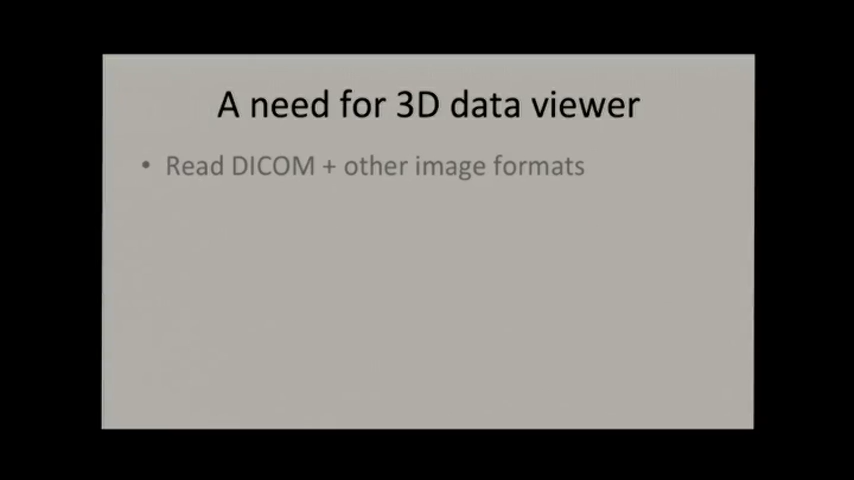 A need for 3D data viewer
• Read DICOM + other image formats